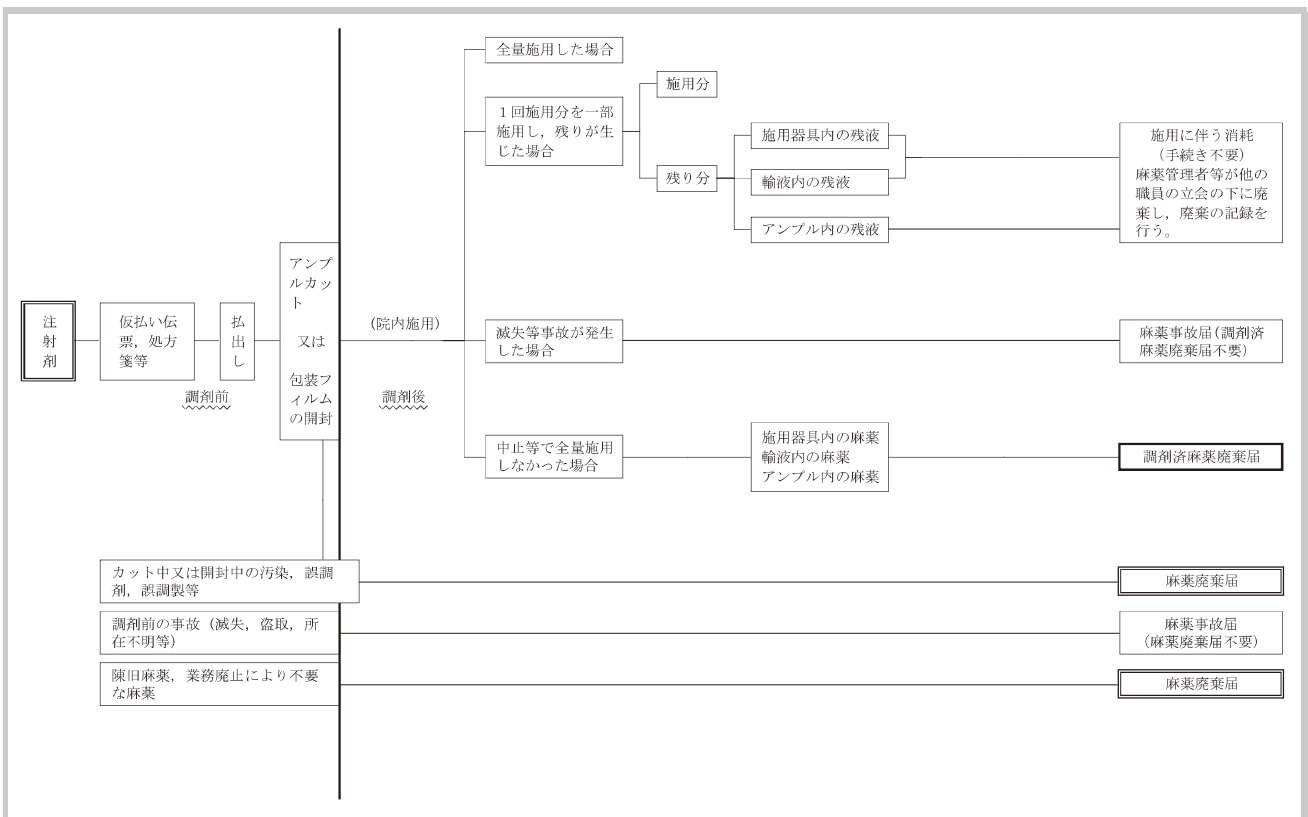 全量施用した場合
施用分
１回施用分を一部
施用し，残りが生
じた場合
残り分
施用器具内の残液
輸液内の残液
アンプル内の残液
施用に伴う消耗
（手続き不要）
麻薬管理者等が他の
職員の立会の下に廃
棄し，廃棄の記録を
行う。
注
射
剤
仮払い伝
票，処方
箋等
払
出
し
調剤前
アンプ
ルカッ
ト
又は
包装フ
ィルム
の開封
（院内施用）
調剤後
滅失等事故が発生
した場合
麻薬事故届（調剤済
麻薬廃棄届不要）
中止等で全量施用
しなかった場合
施用器具内の麻薬
輸液内の麻薬
アンプル内の麻薬
調剤済麻薬廃棄届
カット中又は開封中の汚染，誤調
剤，誤調製等
麻薬廃棄届
調剤前の事故（滅失，盗取，所
在不明等）
麻薬事故届
（麻薬廃棄届不要）
陳旧麻薬，業務廃止により不要
な麻薬
麻薬廃棄届